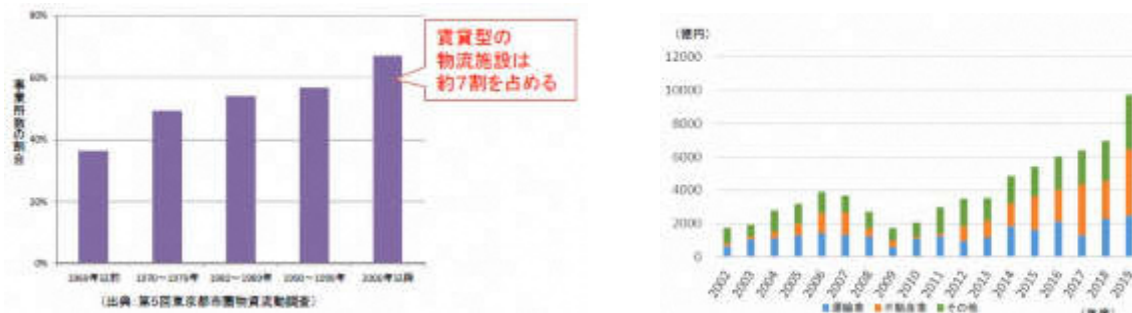 80%
60%
40%
20%
0%
事業所数の割合
賃貸型の
物流施設は
約7割を占める
1969年以前
1970～1979年
1980～1989年
1990～1999年
2000年以降
（出典：第5回東京都市圏物資流動調査）
（億円）
12000
10000
8000
6000
4000
2000
0
2002
2003
2004
2005
2006
2007
2008
2009
2010
2011
2012
2013
2014
2015
2016
2017
2018
2019
運輸業 不動産業 その他
（年度）